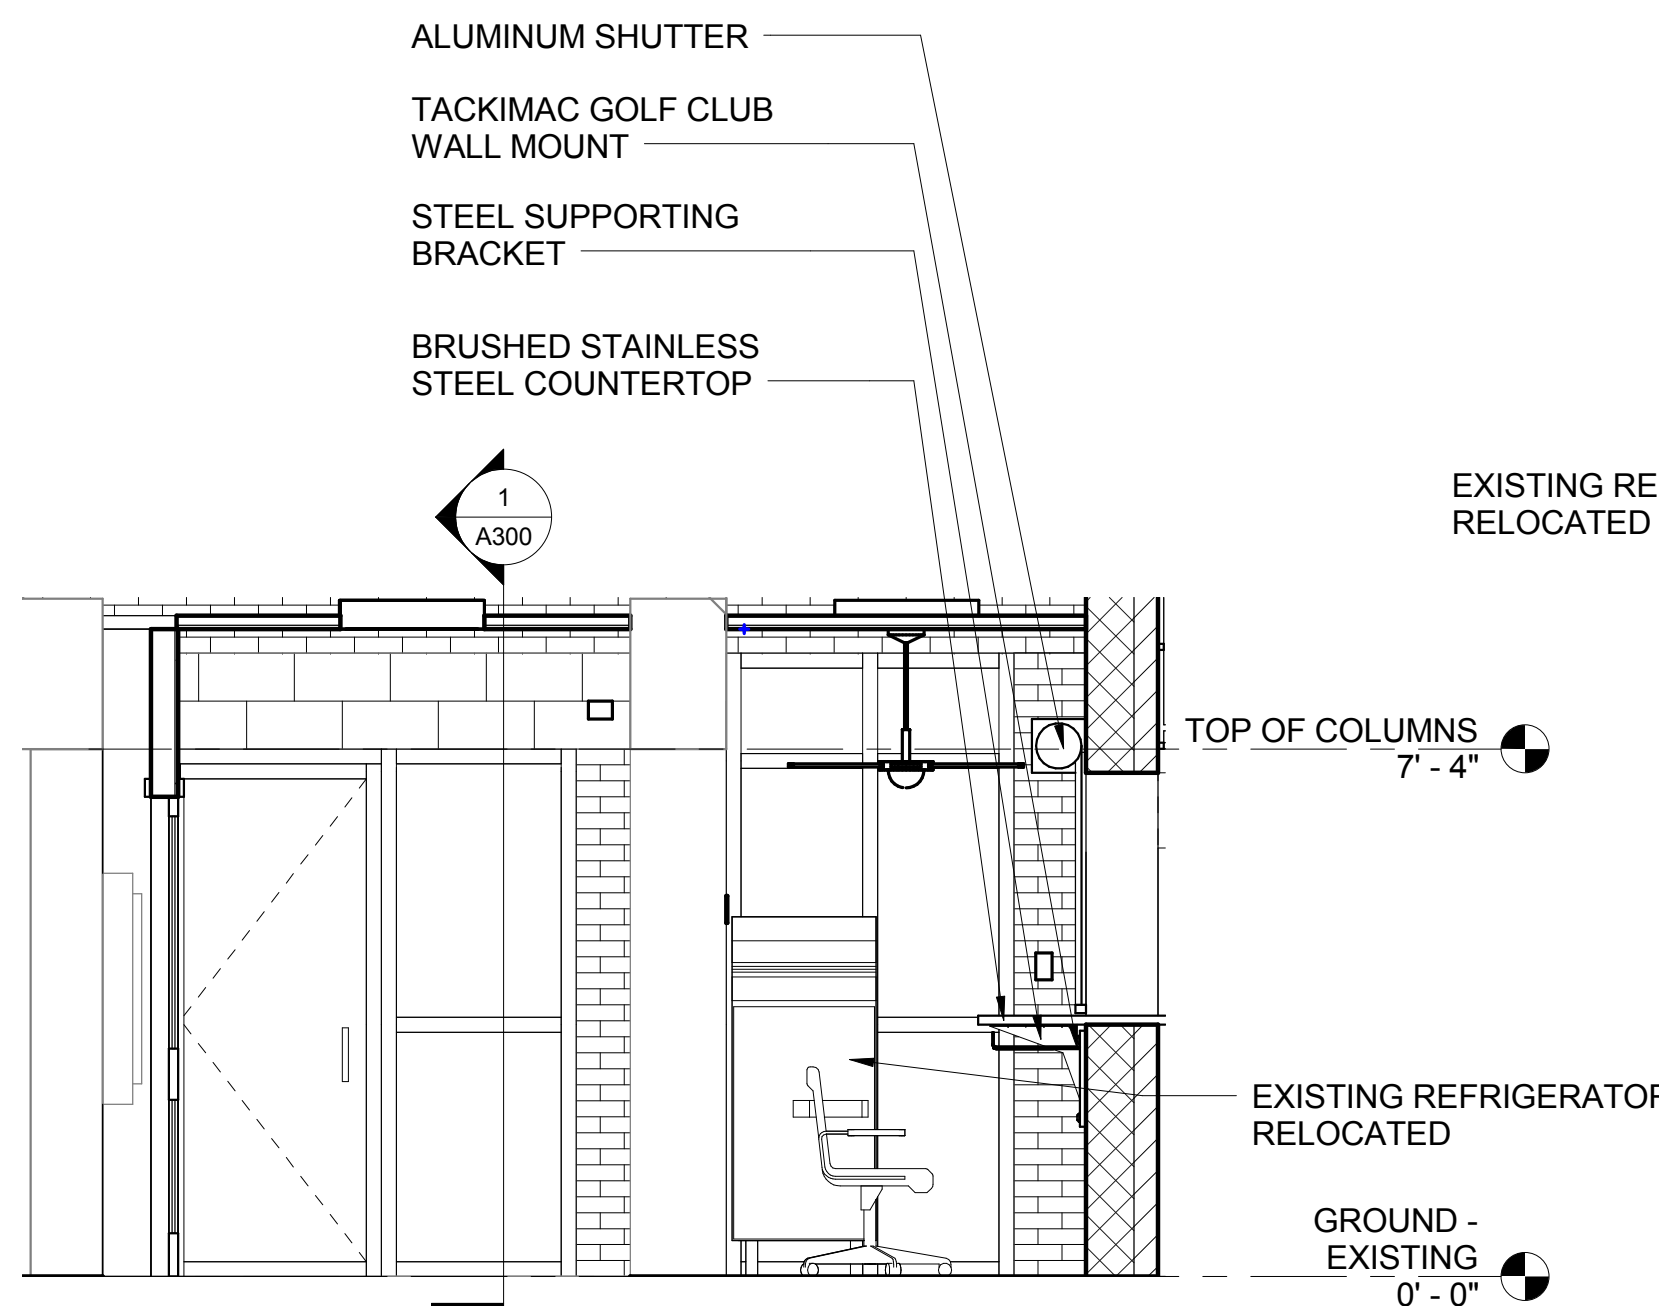 ALUMINUM SHUTTER
TACKIMAC GOLF CLUB
WALL MOUNT
STEEL SUPPORTING
BRACKET
BRUSHED STAINLESS
STEEL COUNTERTOP
1
A300
EXISTING RE
RELOCATED
TOP OF COLUMNS
7' - 4"
EXISTING REFRIGERATOR
RELOCATED
GROUND -
EXISTING
0' - 0"